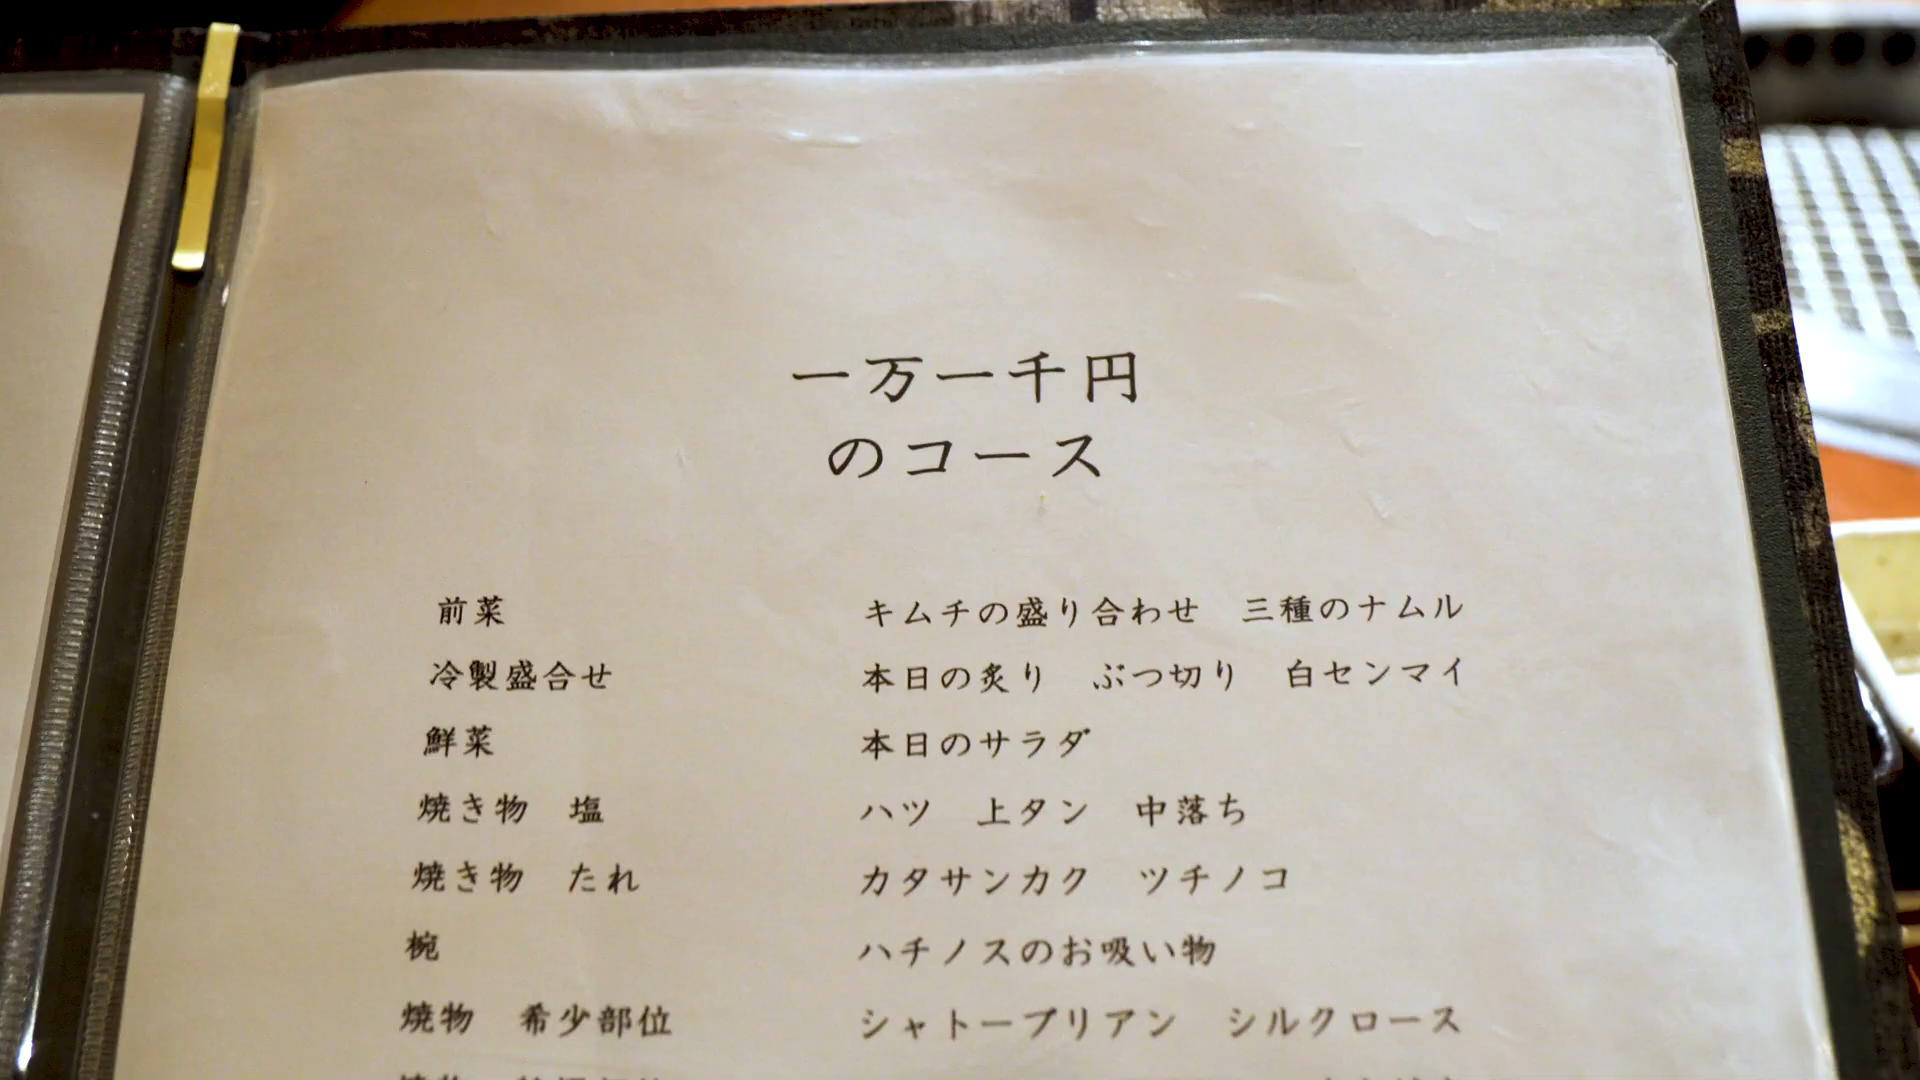 一万一千円
のコース
前菜　キムチの盛り合わせ　三種のナムル
冷製盛合せ　本日の炙り　ぶつ切り　白センマイ
鮮菜　本日のサラダ
焼き物　塩　ハツ　上タン　中落ち
焼き物　たれ　カタサンカク　ツチノコ
椀　ハチノスのお吸い物
焼物　希少部位　シャトーブリアン　シルクロース